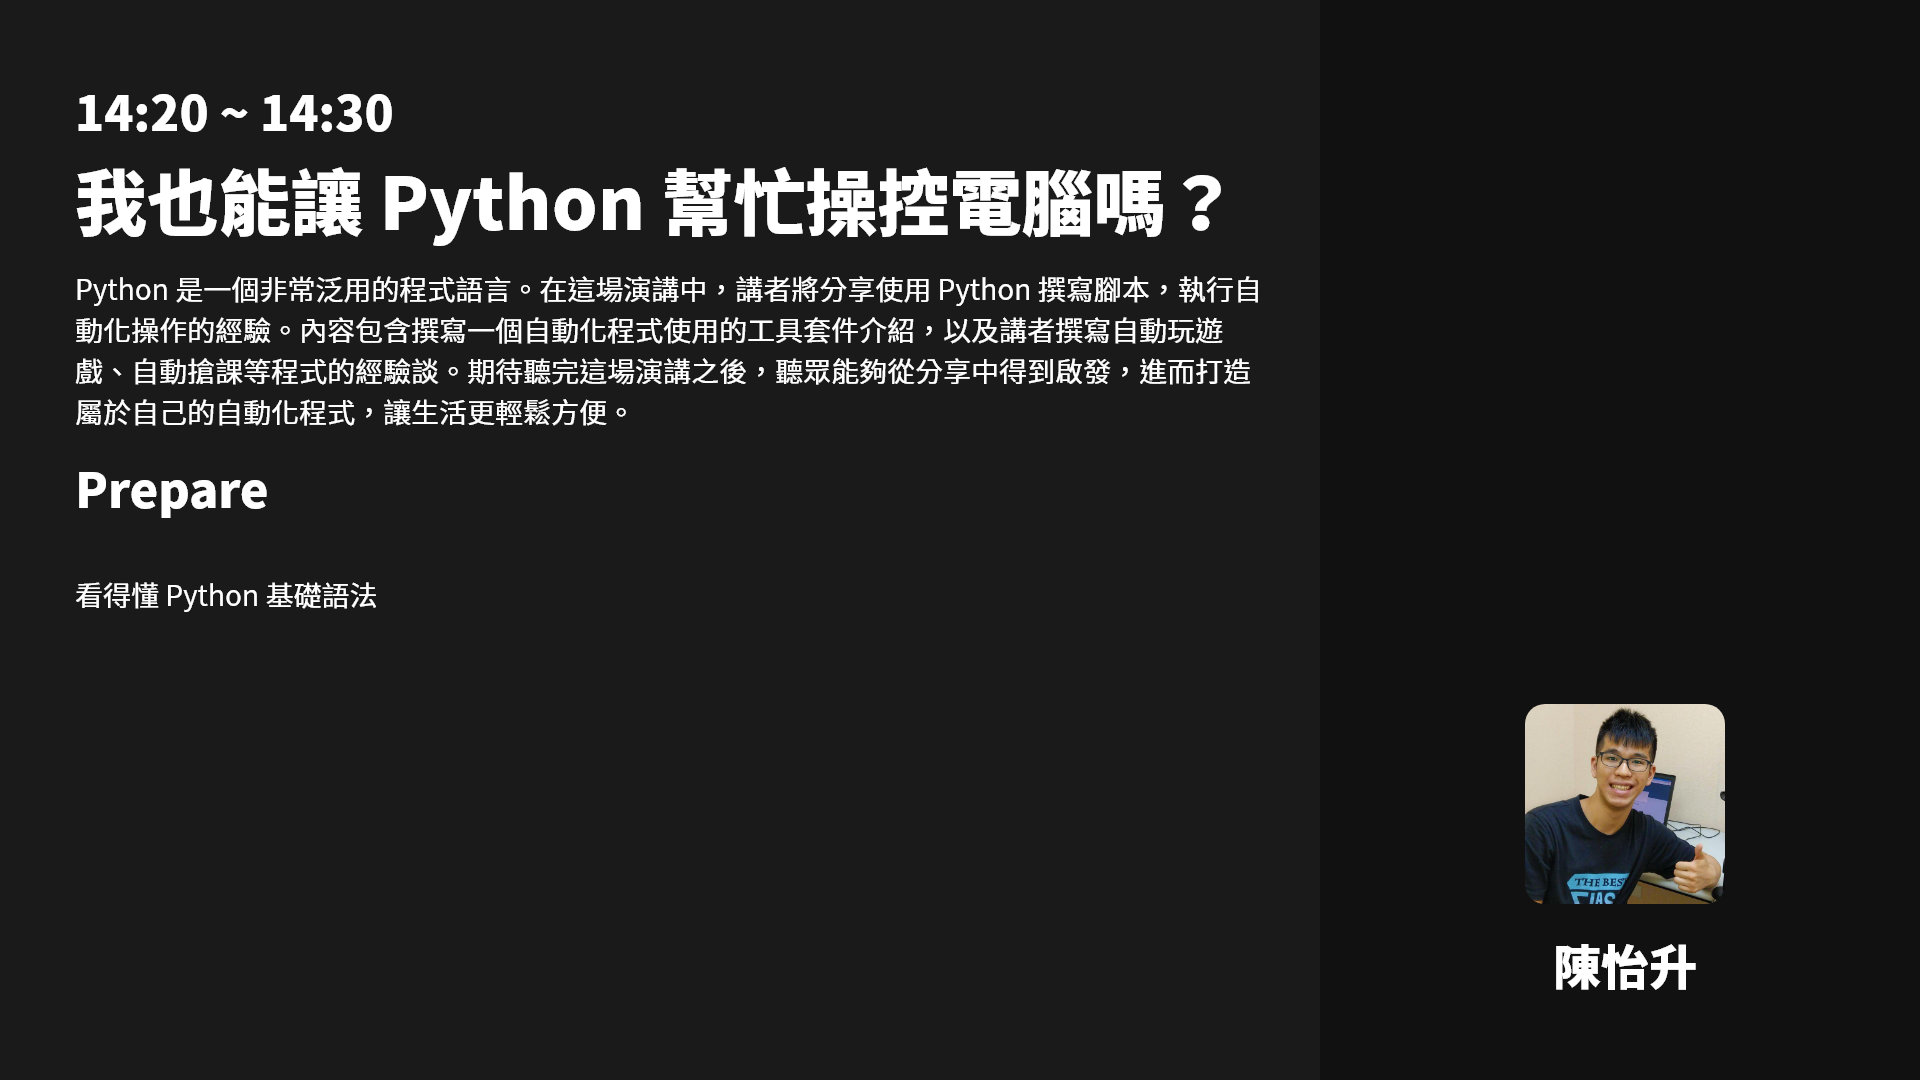 14:20 ~ 14:30
我也能讓 Python 幫忙操控電腦嗎？
Python 是一個非常泛用的程式語言。在這場演講中，講者將分享使用 Python 撰寫腳本，執行自
動化操作的經驗。內容包含撰寫一個自動化程式使用的工具套件介紹，以及講者撰寫自動玩遊
戲、自動搶課等程式的經驗談。期待聽完這場演講之後，聽眾能夠從分享中得到啟發，進而打造
屬於自己的自動化程式，讓生活更輕鬆方便。
Prepare
看得懂 Python 基礎語法
THE BES
陳怡升